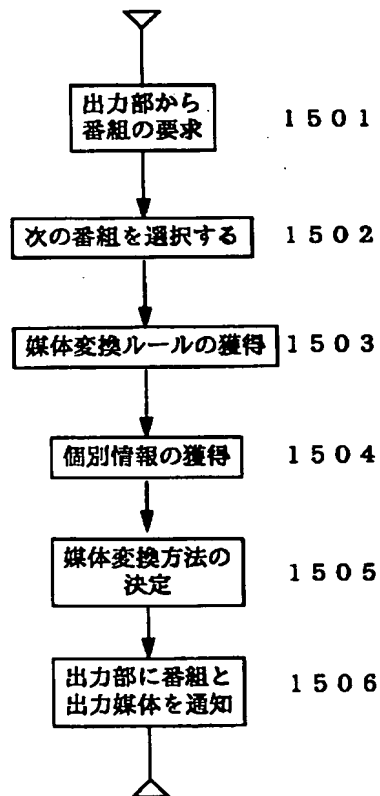 出力部から
番組の要求
1501
次の番組を選択する 1502
媒体変換ルールの獲得 1503
個別情報の獲得 1504
媒体変換方法の
決定
1505
出力部に番組と
出力媒体を通知
1506